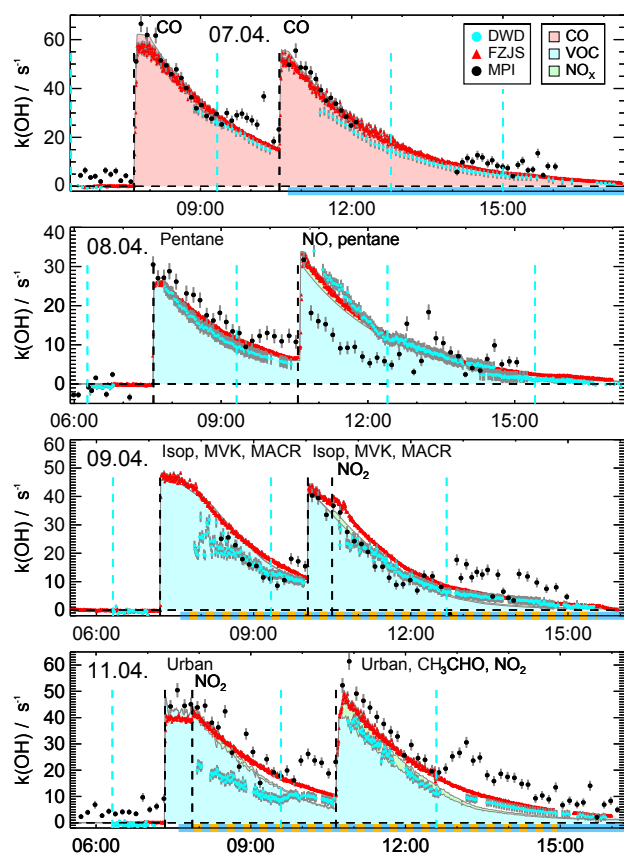 CO 07.04. CO
DWD CO
FZJS VOC
MPI NOX
k(OH) / s-1
60
40
20
0
09:00 12:00 15:00
08.04. Pentane NO, pentane
k(OH) / s-1
40
30
20
10
0
06:00 09:00 12:00 15:00
09.04. Isop, MVK, MACR Isop, MVK, MACR
NO2
k(OH) / s-1
60
50
40
30
20
10
0
06:00 09:00 12:00 15:00
11.04. Urban Urban, CH3CHO, NO2
NO2
k(OH) / s-1
60
50
40
30
20
10
0
06:00 09:00 12:00 15:00